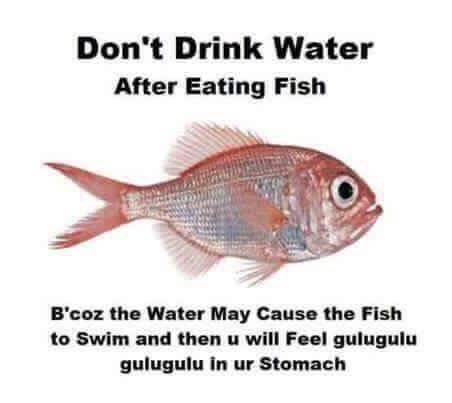 Don't Drink Water
After Eating Fish
B'coz the Water May Cause the Fish
to Swim and then u will Feel gulugulu
gulugulu in ur Stomach